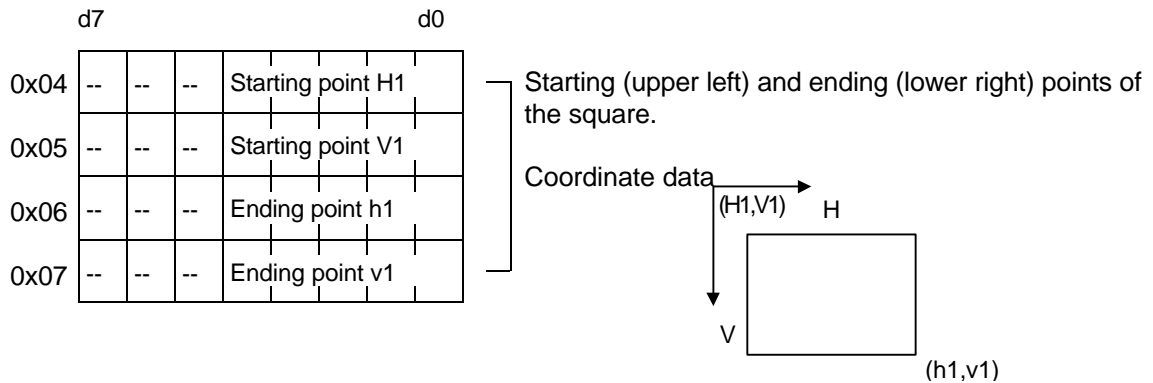 d7 d0
0x04 -- -- -- Starting point H1
0x05 -- -- -- Starting point V1
0x06 -- -- -- Ending point h1
0x07 -- -- -- Ending point v1
Starting (upper left) and ending (lower right) points of
the square.
Coordinate data
(H1,V1) H
V
(h1,v1)